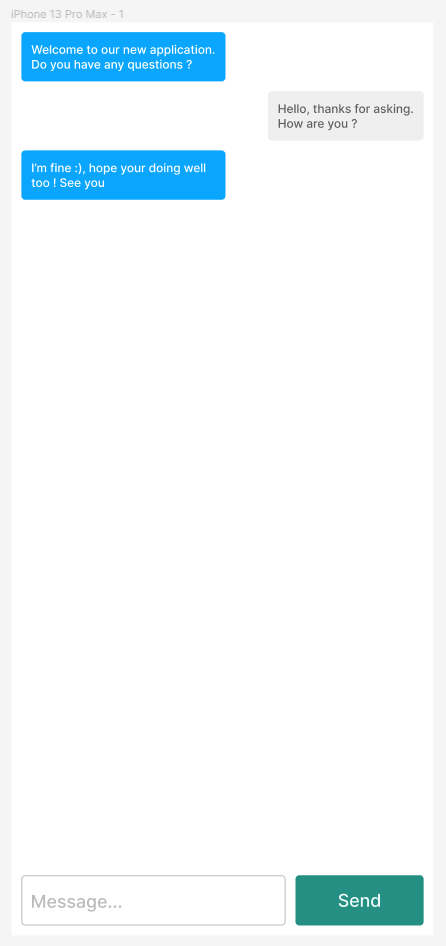 iPhone 13 Pro Max - 1
Welcome to our new application.
Do you have any questions ?
Hello, thanks for asking.
How are you ?
I'm fine :), hope your doing well
too ! See you
Message...
Send